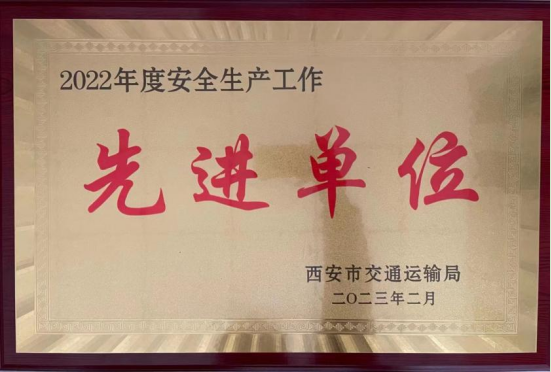 2022年度安全生产工作
先进单位
西安市交通运输局
二〇二三年二月